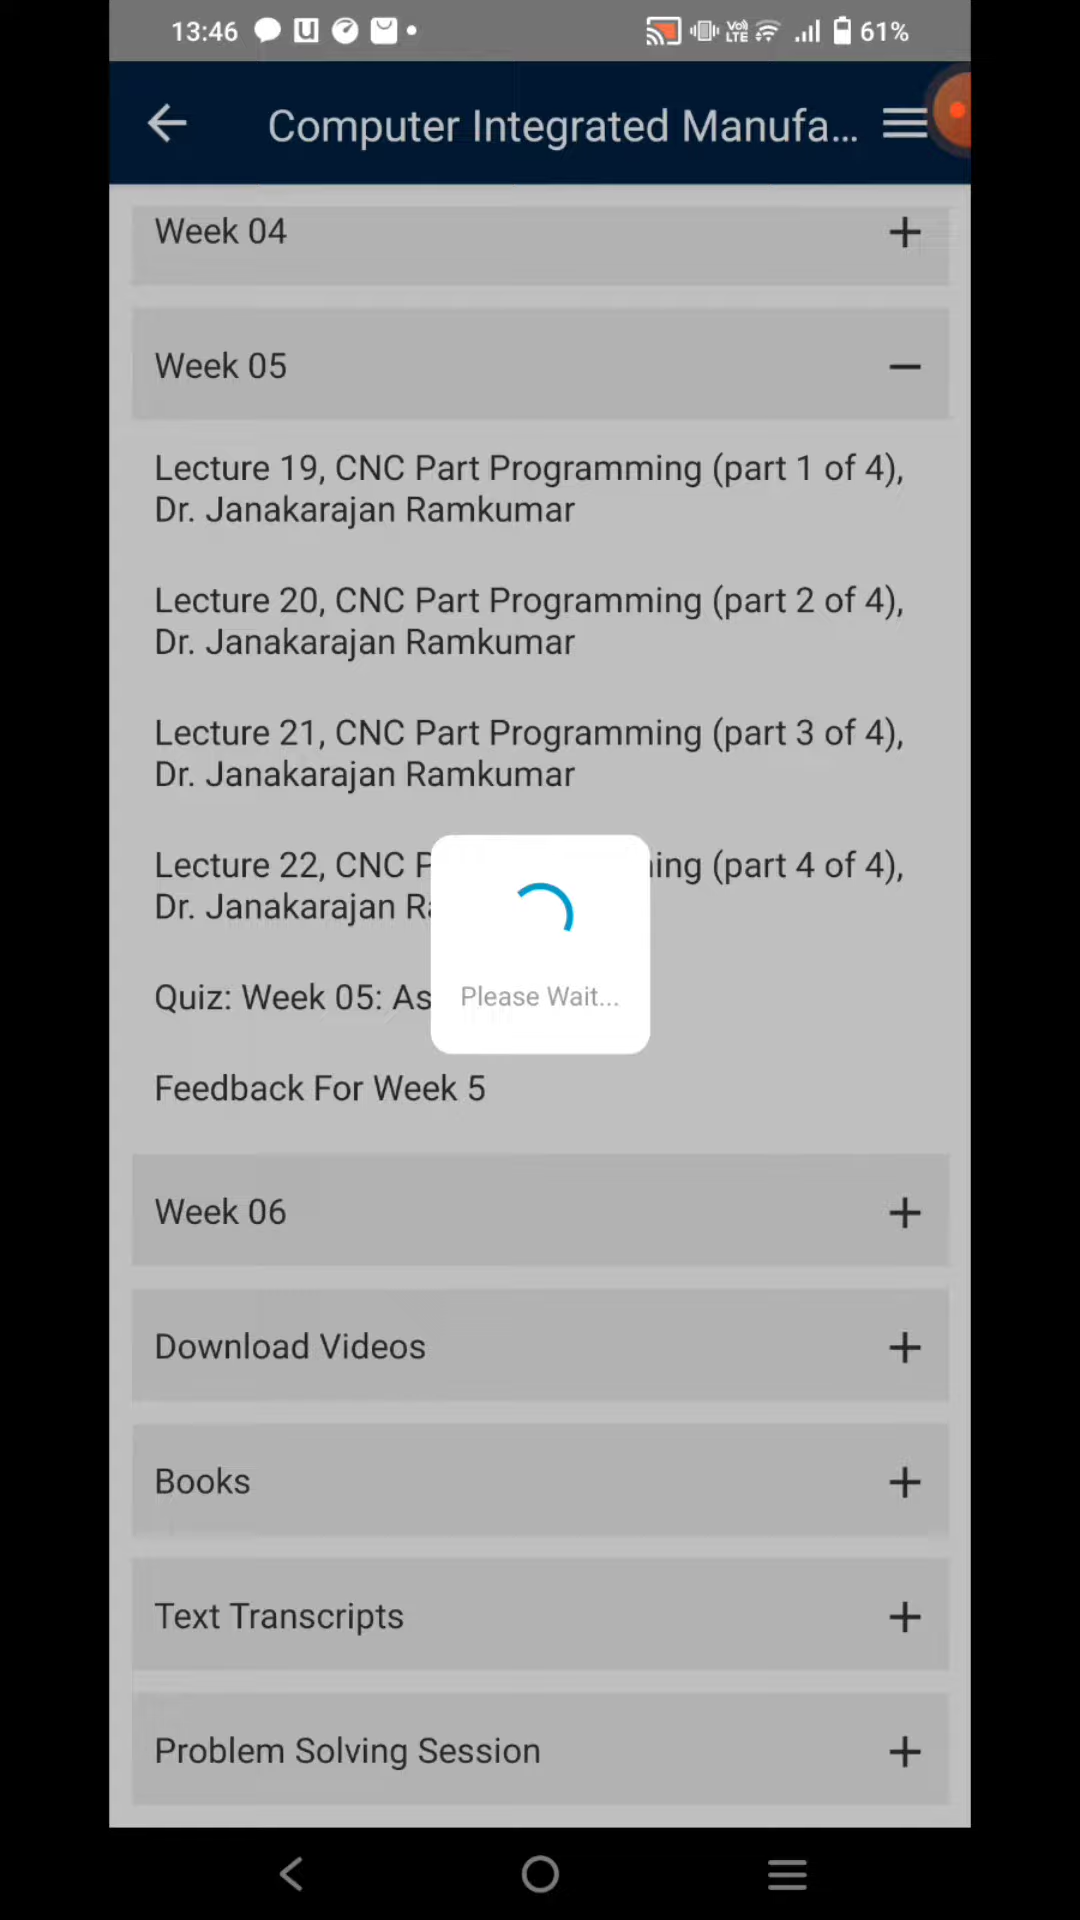 13:46
VoI) LTE
61%
Computer Integrated Manufa...
Week 04
Week 05
Lecture 19, CNC Part Programming (part 1 of 4),
Dr. Janakarajan Ramkumar
Lecture 20, CNC Part Programming (part 2 of 4),
Dr. Janakarajan Ramkumar
Lecture 21, CNC Part Programming (part 3 of 4),
Dr. Janakarajan Ramkumar
Lecture 22, CNC P ing (part 4 of 4),
Dr. Janakarajan Ra
Quiz: Week 05: As
Please Wait...
Feedback For Week 5
Week 06
Download Videos
Books
Text Transcripts
Problem Solving Session